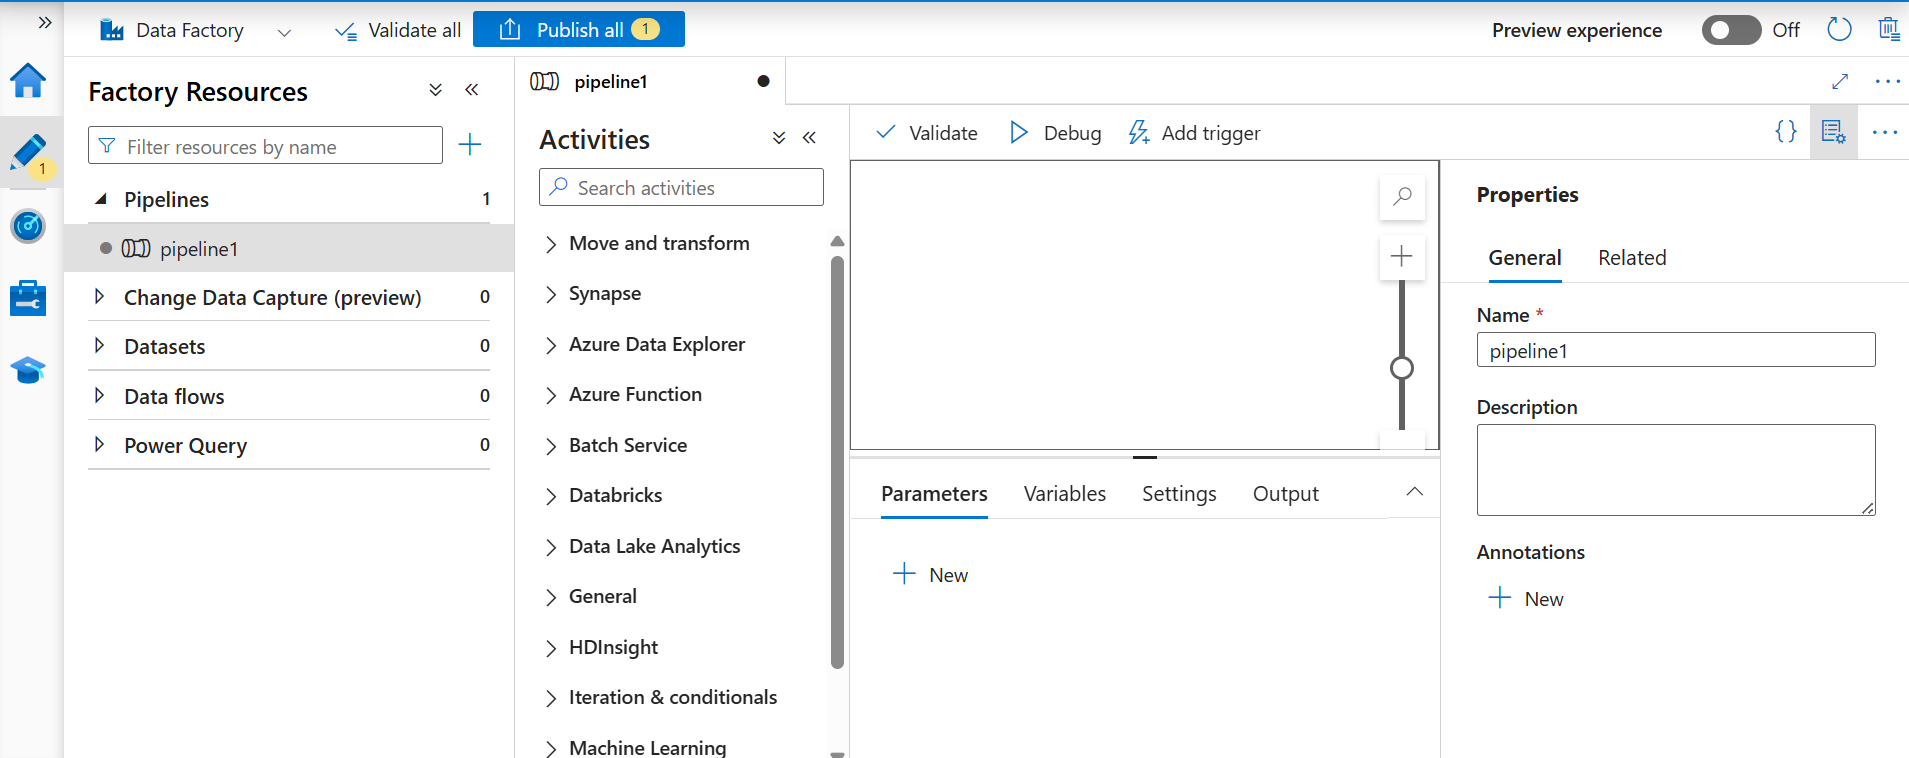 Data Factory
Validate all
Publish all 1
Preview experience
Off
1
Factory Resources
Filter resources by name
Pipelines 1
pipeline1
Change Data Capture (preview) 0
Datasets 0
Data flows 0
Power Query 0
pipeline1
Activities
Search activities
Move and transform
Synapse
Azure Data Explorer
Azure Function
Batch Service
Databricks
Data Lake Analytics
General
HDInsight
Iteration & conditionals
Machine Learning
Validate
Debug
Add trigger
{}
Parameters
Variables
Settings
Output
New
Properties
General
Related
Name *
pipeline1
Description
Annotations
New